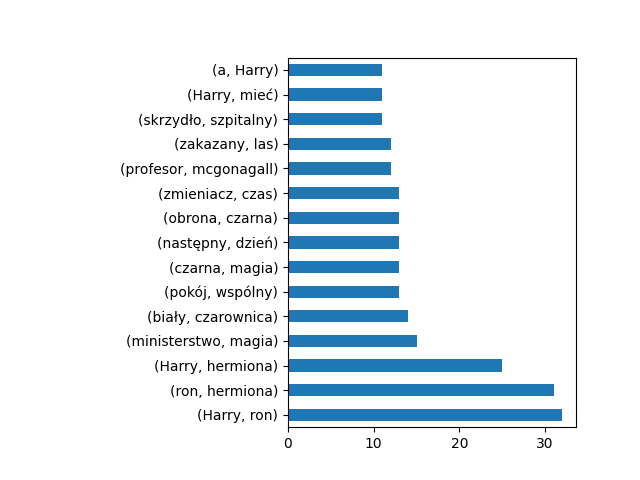 (a, Harry)
(Harry, mieć)
(skrzydło, szpitalny)
(zakazany, las)
(profesor, mcgonagall)
(zmieniacz, czas)
(obrona, czarna)
(następny, dzień)
(czarna, magia)
(pokój, wspólny)
(biały, czarownica)
(ministerstwo, magia)
(Harry, hermiona)
(ron, hermiona)
(Harry, ron)
0 10 20 30